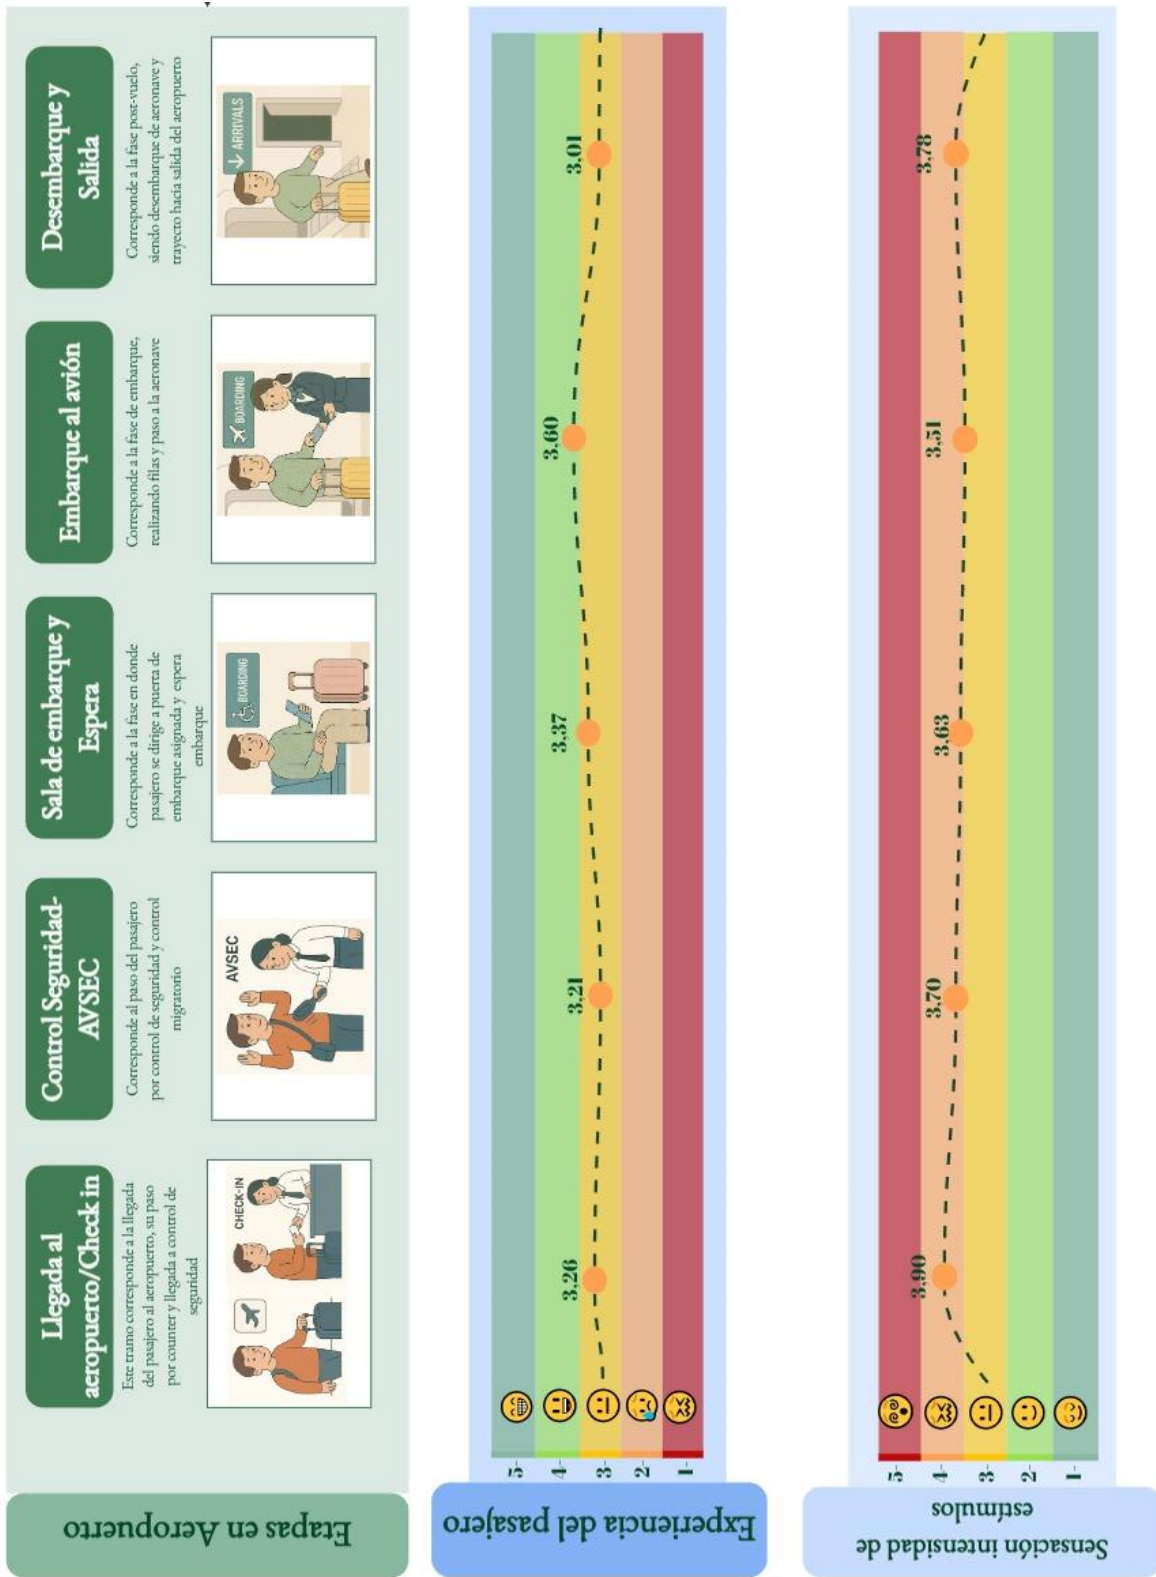 Etapas en Aeropuerto
Llegada al
aeropuerto/Check in
Este tramo corresponde a la llegada
del pasajero al aeropuerto, su paso
por counter y llegada a control de
seguridad
CHECK-IN
Control Seguridad-
AVSEC
Corresponde al paso del pasajero
por control de seguridad y control
migratorio
AVSEC
Sala de embarque y
Espera
Corresponde a la fase en donde
pasajero se dirige a puerta de
embarque asignada y espera
embarque
BOARDING
Embarque al avión
Corresponde a la fase de embarque,
realizando filas y paso a la aeronave
BOARDING
Desembarque y
Salida
Corresponde a la fase post-vuelo,
siendo desembarque de aeronave y
trayecto hacia salida del aeropuerto
ARRIVALS
Experiencia del pasajero
5-
4-
3-
2-
1-
3,26
3,21
3,37
3,60
3,01
Sensación intensidad de
estímulos
5-
4-
3-
2-
1-
3,90
3,70
3,63
3,51
3,78